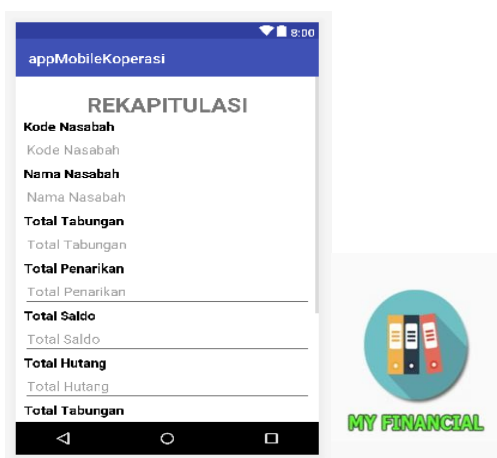 8:00
appMobileKoperasi
REKAPITULASI
Kode Nasabah
Kode Nasabah
Nama Nasabah
Nama Nasabah
Total Tabungan
Total Tabungan
Total Penarikan
Total Penarikan
Total Saldo
Total Saldo
Total Hutang
Total Hutang
Total Tabungan
MY FINANCIAL